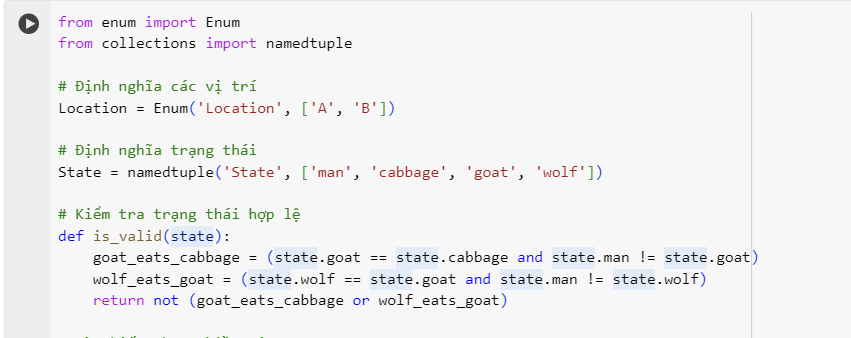 from enum import Enum
from collections import namedtuple
# Định nghĩa các vị trí
Location = Enum('Location', ['A', 'B'])
# Định nghĩa trạng thái
State = namedtuple('State', ['man', 'cabbage', 'goat', 'wolf'])
# Kiểm tra trạng thái hợp lệ
def is_valid(state):
    goat_eats_cabbage = (state.goat == state.cabbage and state.man != state.goat)
    wolf_eats_goat = (state.wolf == state.goat and state.man != state.wolf)
    return not (goat_eats_cabbage or wolf_eats_goat)